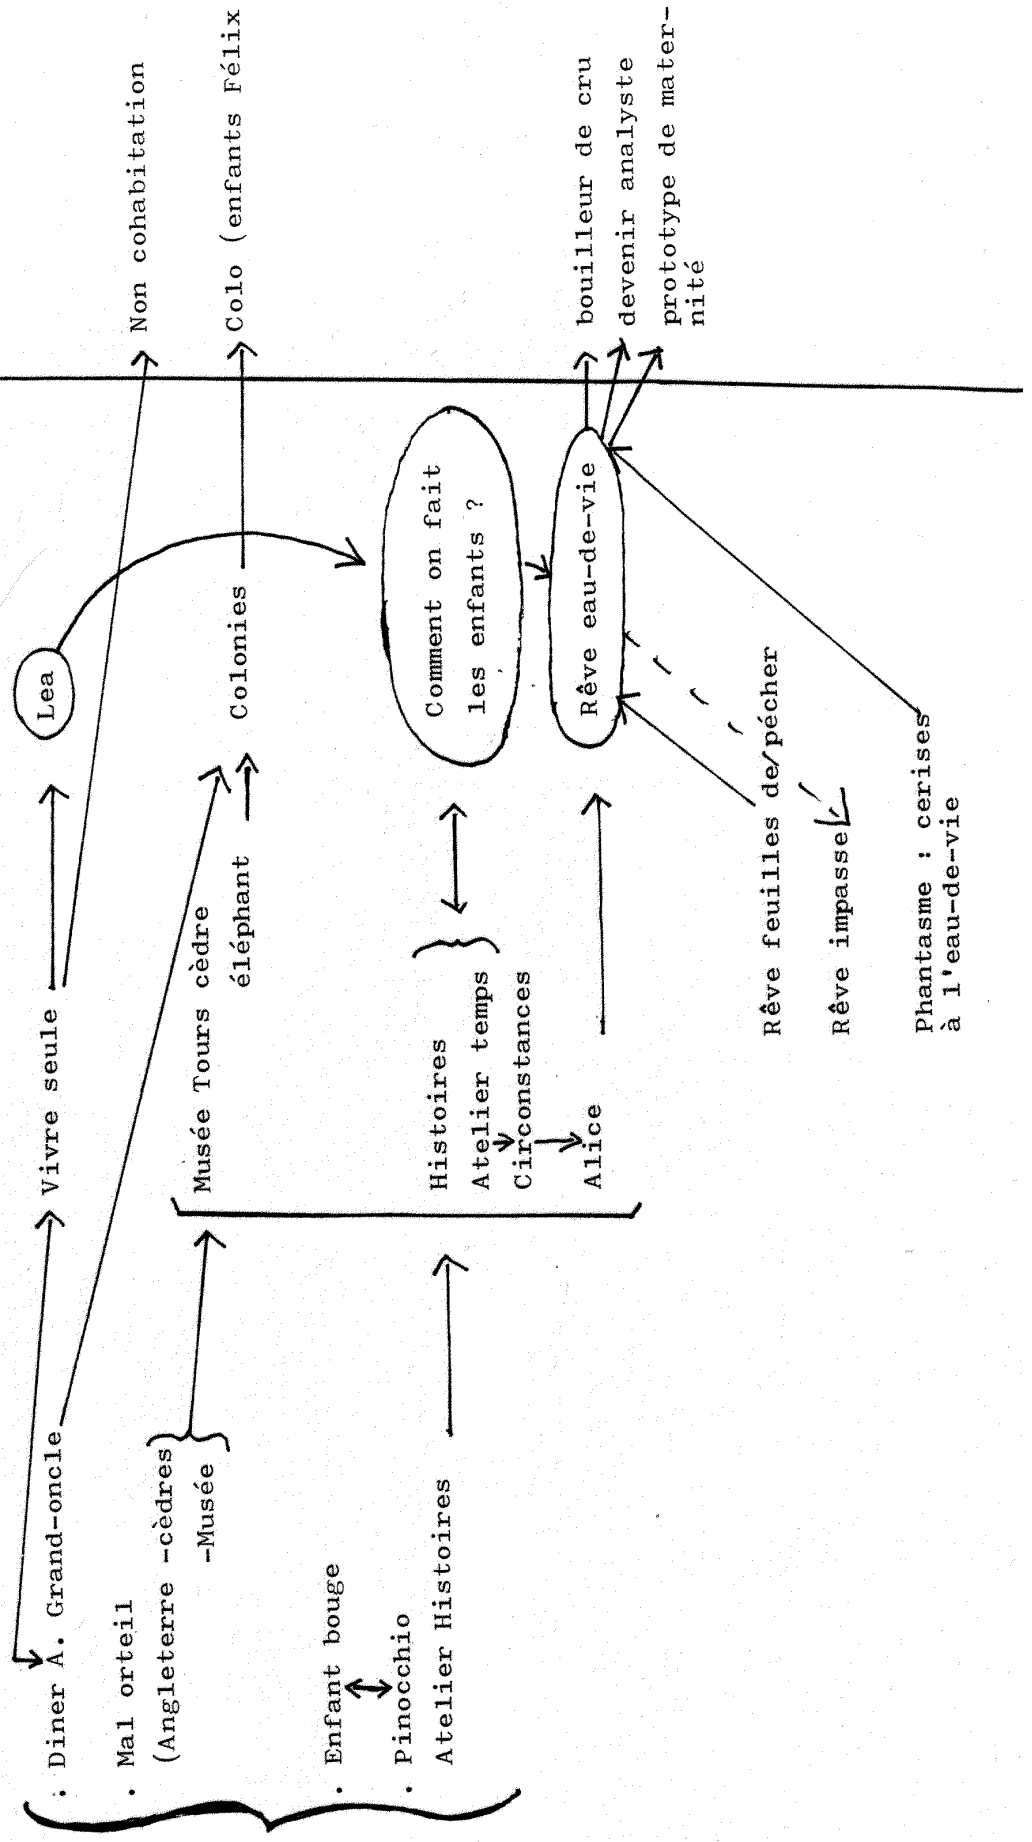 : Diner A. Grand-oncle
. Mal orteil
(Angleterre -cèdres
-Musée
. Enfant bouge
. Pinocchio
Atelier Histoires
Vivre seule
Musée Tours cèdre
éléphant
Histoires
Atelier temps
Circonstances
Alice
Lea
Colonies
Comment on fait
les enfants ?
Rêve eau-de-vie
Rêve feuilles de/pécher
Rêve impasse
Phantasme : cerises
à l'eau-de-vie
Non cohabitation
Colo (enfants Félix
bouilleur de cru
devenir analyste
prototype de mater-
nité